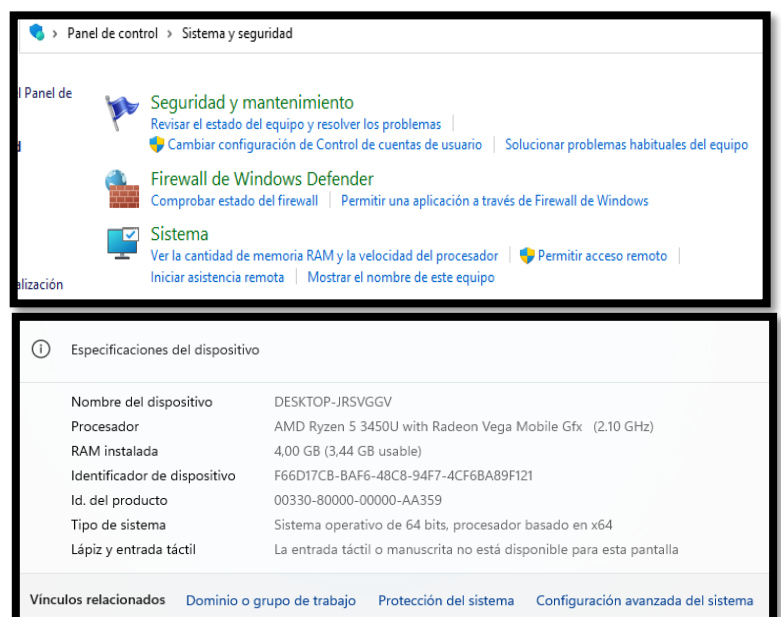 > Panel de control > Sistema y seguridad
l Panel de
Seguridad y mantenimiento
Revisar el estado del equipo y resolver los problemas
Cambiar configuración de Control de cuentas de usuario Solucionar problemas habituales del equipo
Firewall de Windows Defender
Comprobar estado del firewall Permitir una aplicación a través de Firewall de Windows
Sistema
Ver la cantidad de memoria RAM y la velocidad del procesador Permitir acceso remoto
Iniciar asistencia remota Mostrar el nombre de este equipo
alización
Especificaciones del dispositivo
Nombre del dispositivo DESKTOP-JRSVGGV
Procesador AMD Ryzen 5 3450U with Radeon Vega Mobile Gfx (2.10 GHz)
RAM instalada 4,00 GB (3,44 GB usable)
Identificador de dispositivo F66D17CB-BAF6-48C8-94F7-4CF6BA89F121
Id. del producto 00330-80000-00000-AA359
Tipo de sistema Sistema operativo de 64 bits, procesador basado en x64
Lápiz y entrada táctil La entrada táctil o manuscrita no está disponible para esta pantalla
Vínculos relacionados Dominio o grupo de trabajo Protección del sistema Configuración avanzada del sistema